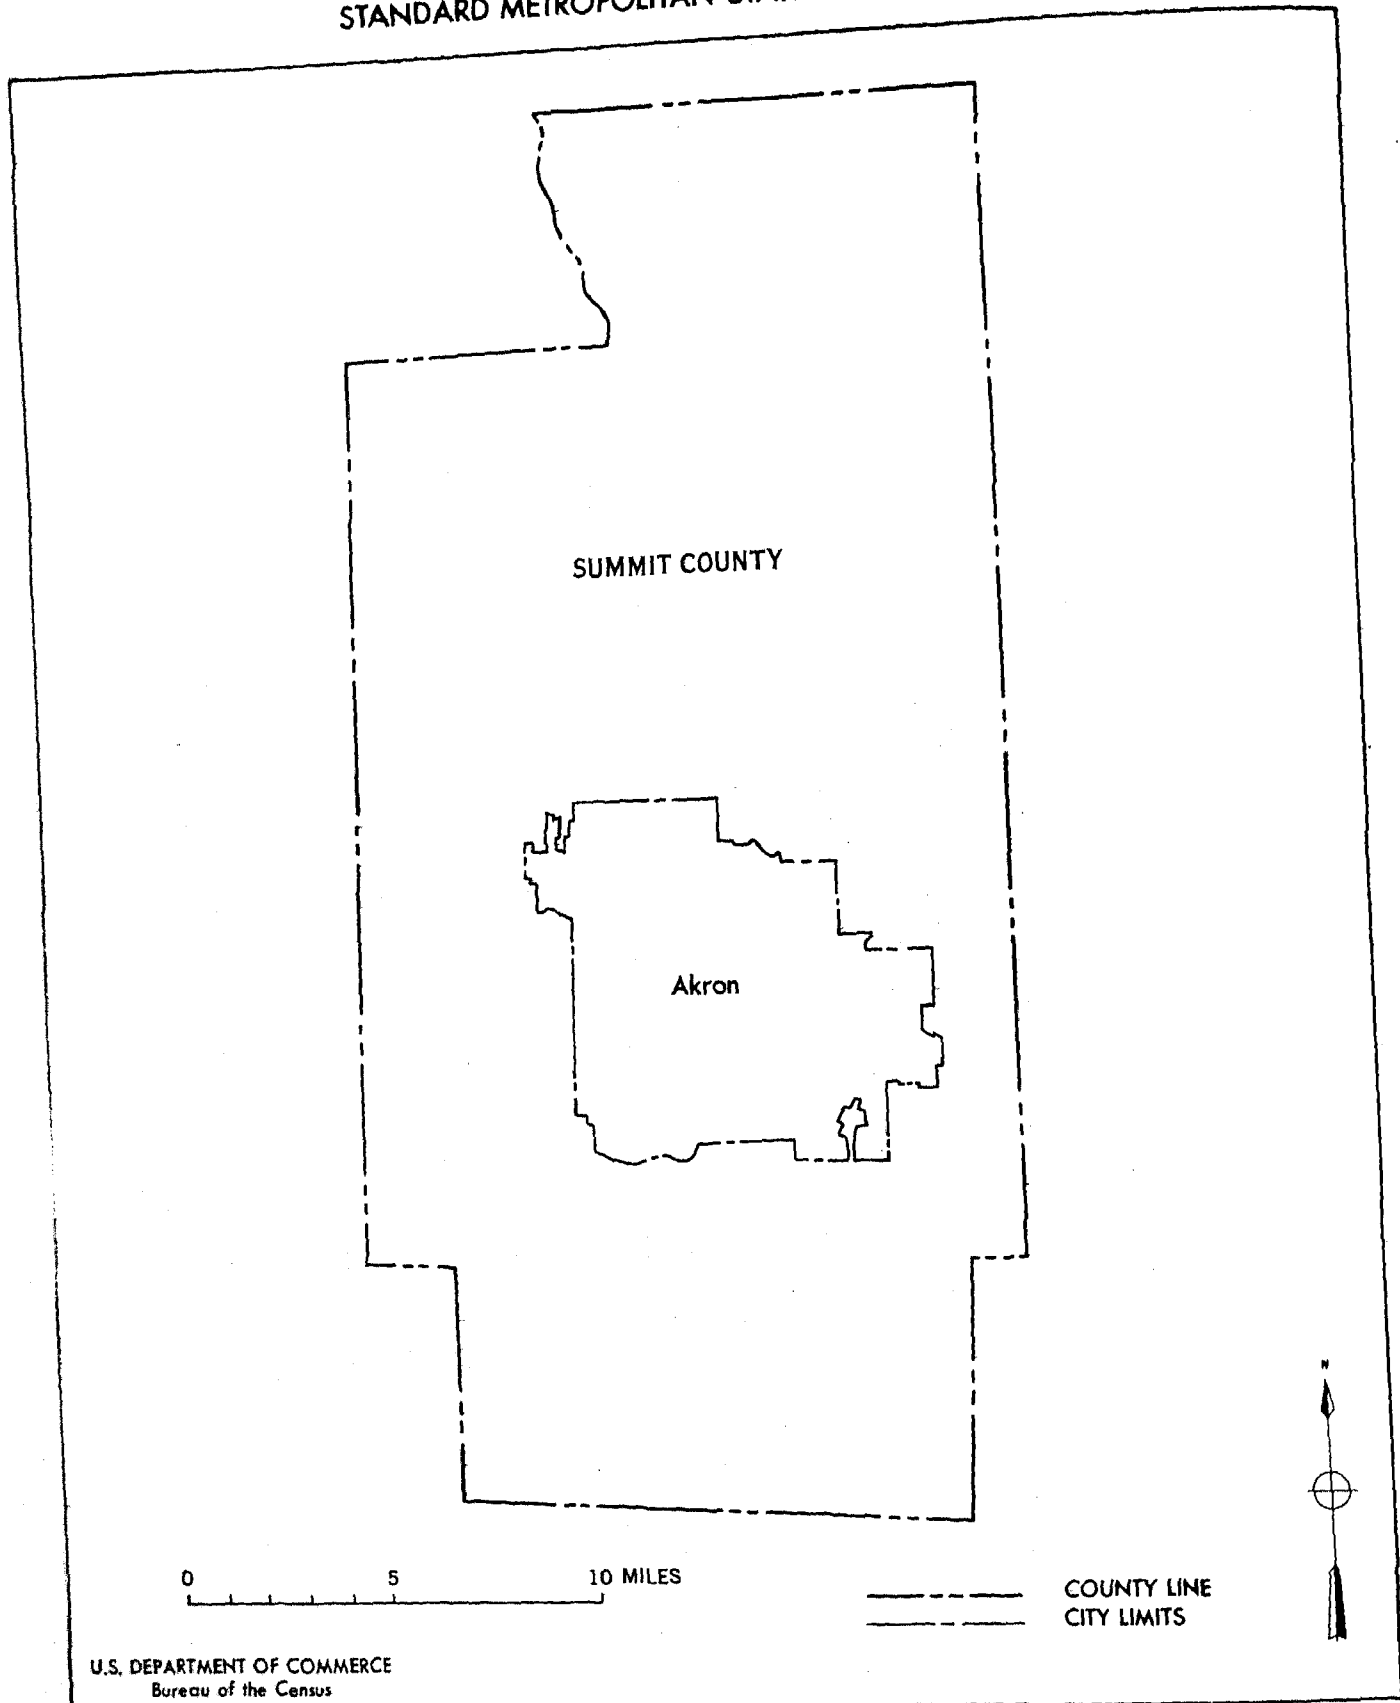 STANDARD METROPOLITAN
SUMMIT COUNTY
Akron
N
0 5 10 MILES
COUNTY LINE
CITY LIMITS
U.S. DEPARTMENT OF COMMERCE
Bureau of the Census